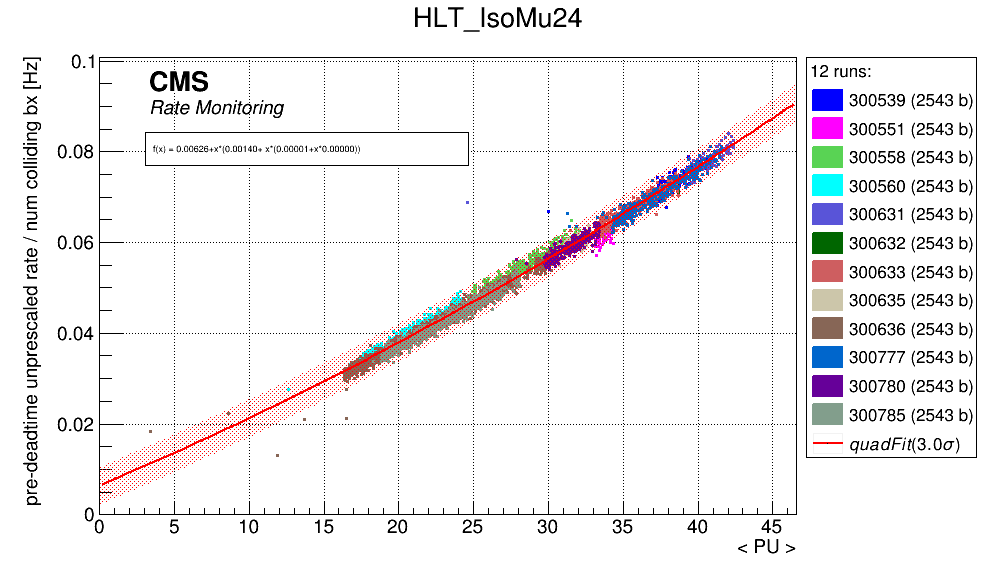 HLT_IsoMu24
pre-deadtime unprescaled rate / num colliding bx [Hz]
0.1
0.08
0.06
0.04
0.02
0
CMS
Rate Monitoring
f(x) = 0.00626+x*(0.00140+ x*(0.00001+x*0.00000))
0 5 10 15 20 25 30 35 40 45
< PU >
12 runs:
300539 (2543 b)
300551 (2543 b)
300558 (2543 b)
300560 (2543 b)
300631 (2543 b)
300632 (2543 b)
300633 (2543 b)
300635 (2543 b)
300636 (2543 b)
300777 (2543 b)
300780 (2543 b)
300785 (2543 b)
quadFit(3.0σ)